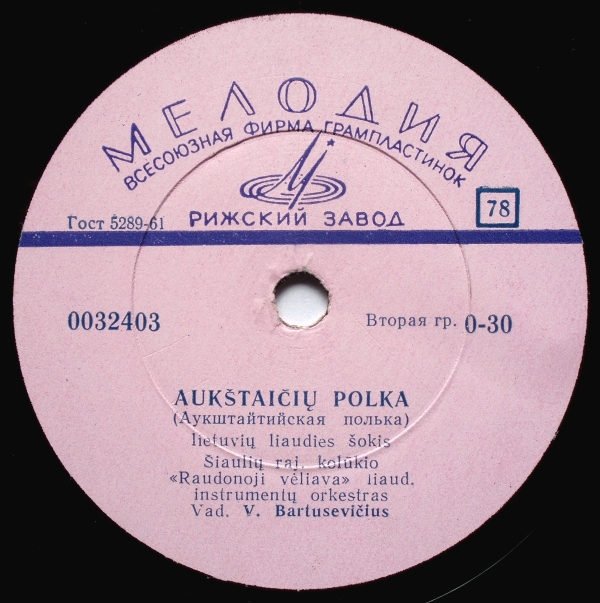 МЕЛОДИЯ
ВСЕСОЮЗНАЯ ФИРМА ГРАМПЛАСТИНОК
РИЖСКИЙ ЗАВОД
Гост 5289-61
78
0032403
Вторая гр. 0-30
AUKŠTAIČIŲ POLKA
(Аукштайтийская полька)
lietuvių liaudies šokis
Šiaulių raj. kolūkio
«Raudonoji vėliava» liaud.
instrumentų orkestras
Vad. V. Bartusevičius